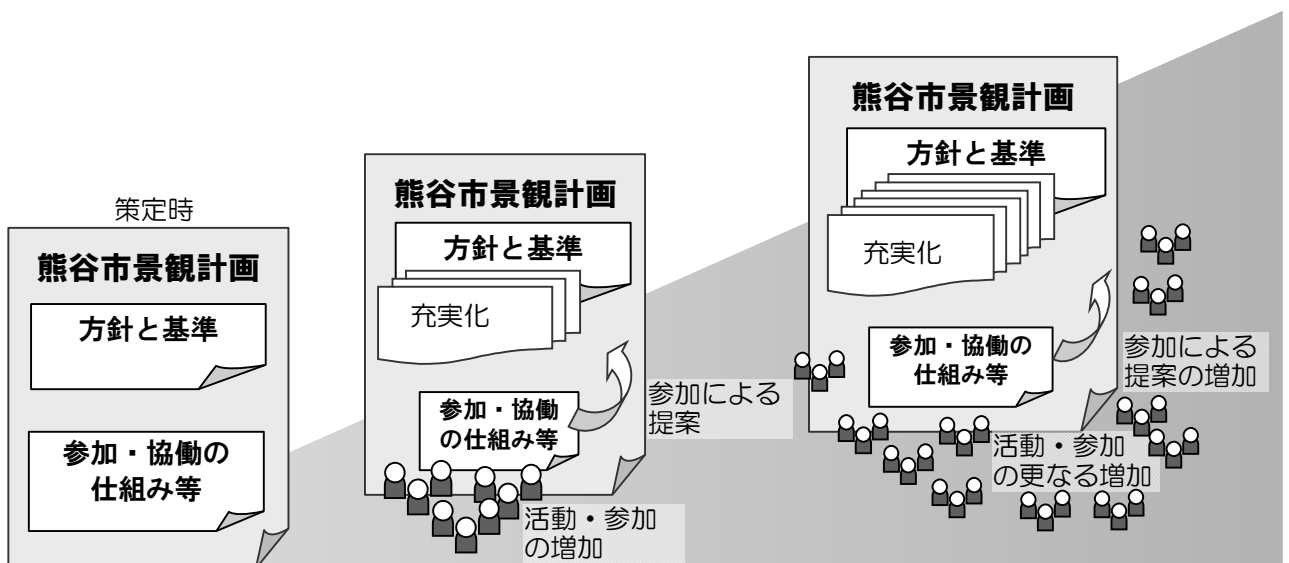 策定時
熊谷市景観計画
方針と基準
参加・協働の
仕組み等
熊谷市景観計画
方針と基準
充実化
参加・協働
の仕組み等
参加による
提案
活動・参加
の増加
熊谷市景観計画
方針と基準
充実化
参加・協働の
仕組み等
参加による
提案の増加
活動・参加
の更なる増加